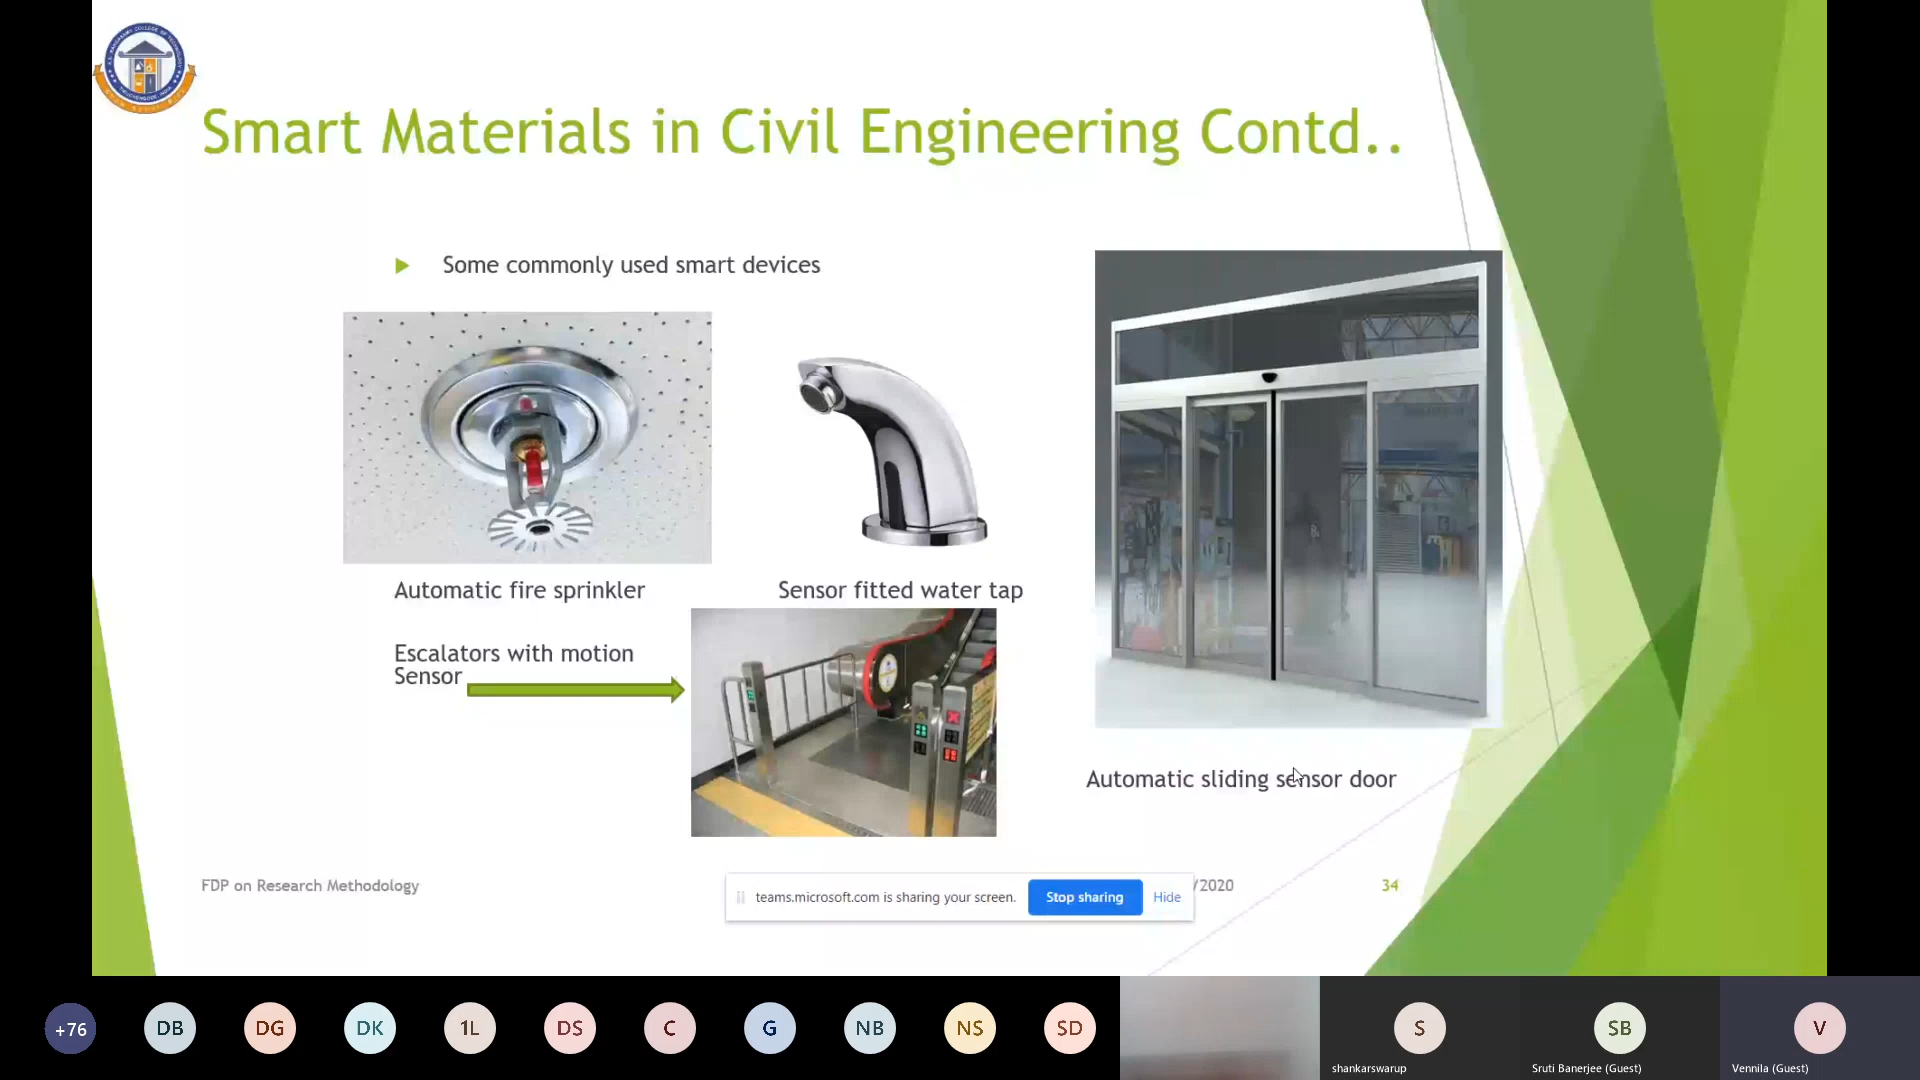 Smart Materials in Civil Engineering Contd..
Some commonly used smart devices
Automatic fire sprinkler
Sensor fitted water tap
Escalators with motion
Sensor
Automatic sliding sensor door
FDP on Research Methodology
/2020
34
teams.microsoft.com is sharing your screen.
Stop sharing
Hide
+76
DB
DG
DK
1L
DS
C
G
NB
NS
SD
S
shankarswarup
SB
Sruti Banerjee (Guest)
V
Vennila (Guest)